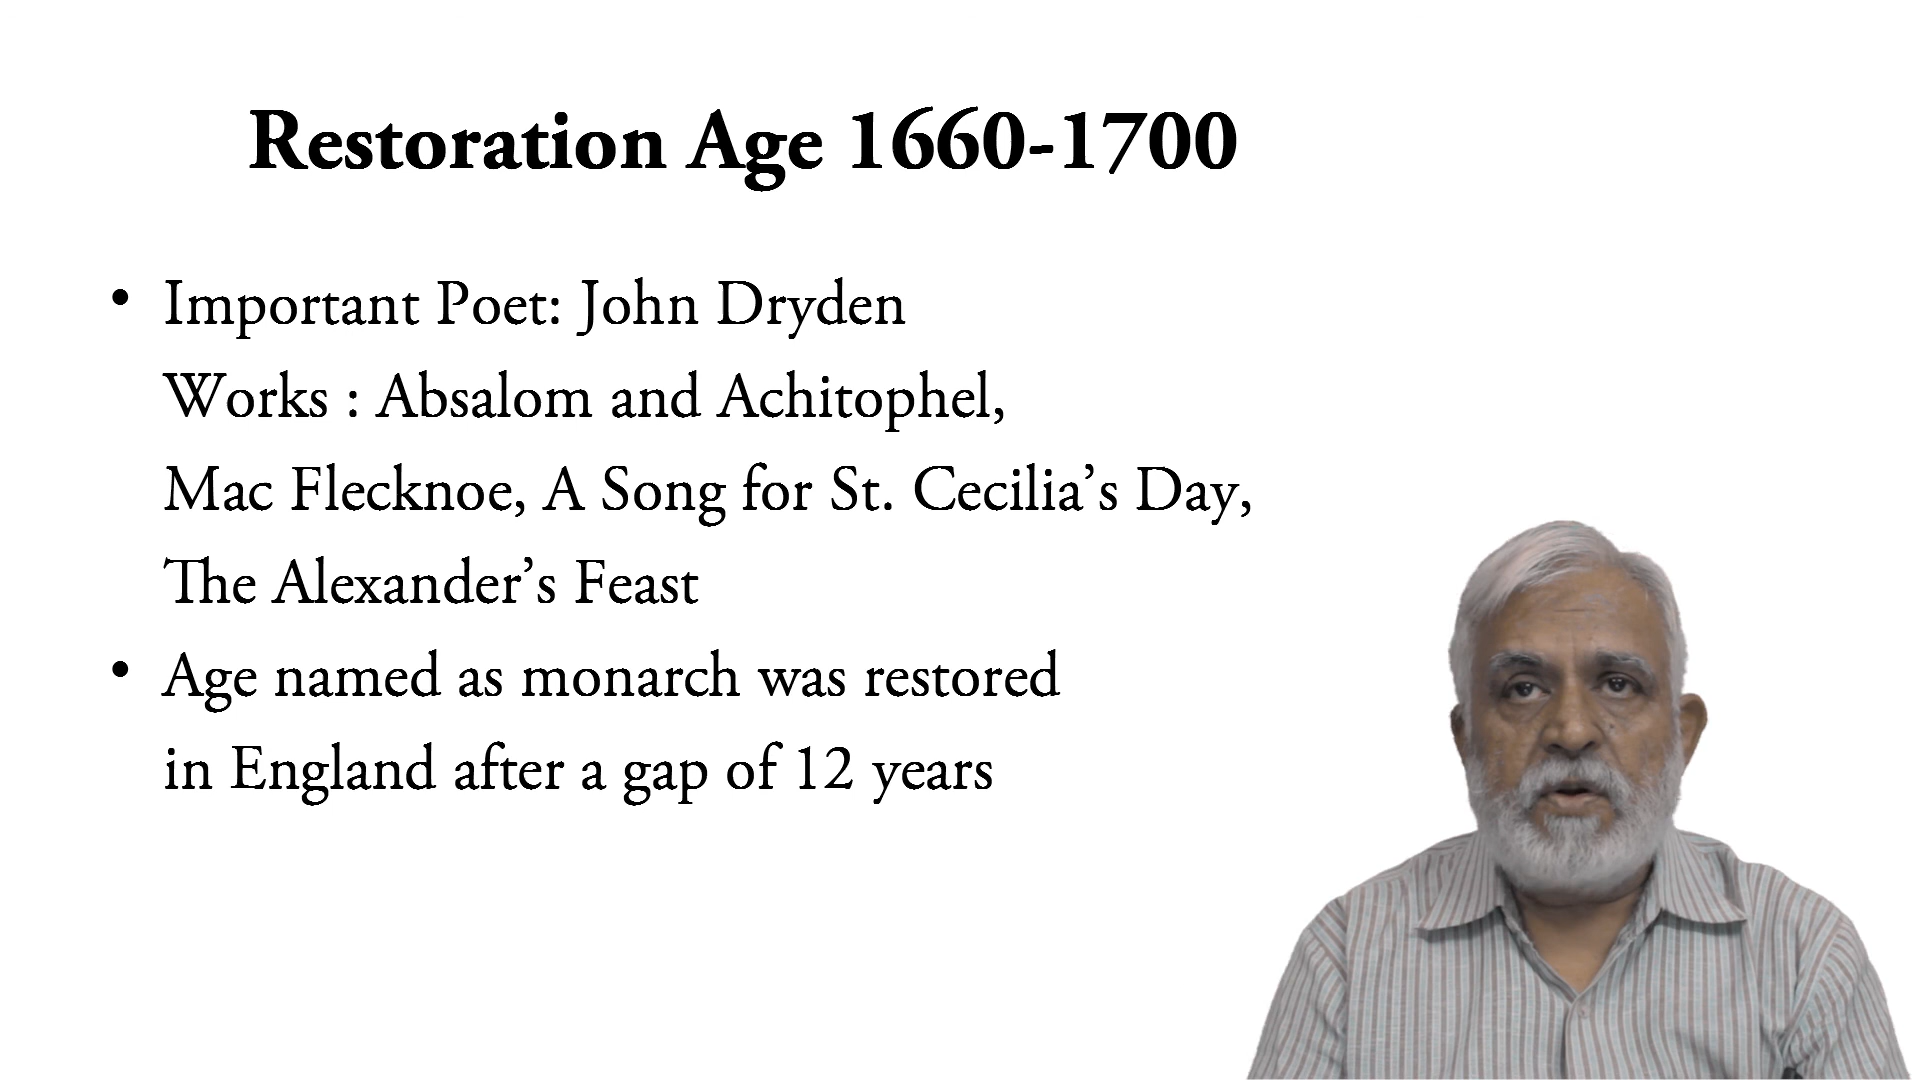 Restoration Age 1660-1700
• Important Poet: John Dryden
Works : Absalom and Achitophel,
Mac Flecknoe, A Song for St. Cecilia’s Day,
The Alexander’s Feast
• Age named as monarch was restored
in England after a gap of 12 years